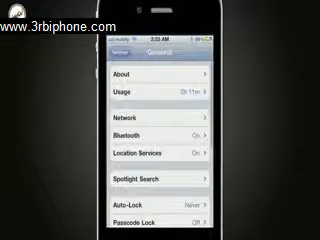 www.3rbiphone.com
2:55 AM
Settings
General
About
Usage 2h 11m
Network
Bluetooth On
Location Services On
Spotlight Search
Auto-Lock Never
Passcode Lock Off